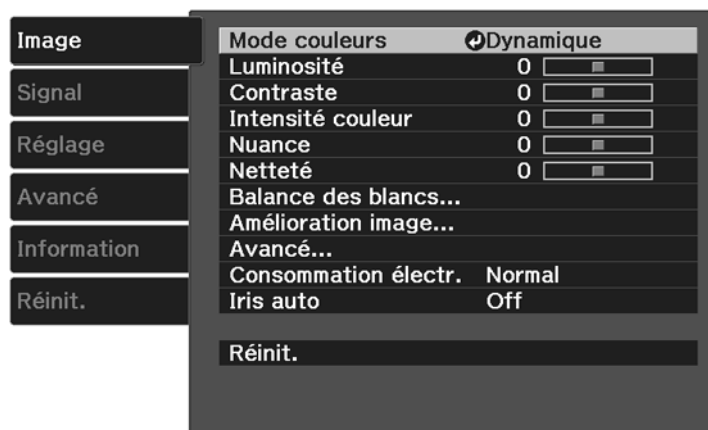 Image
Signal
Réglage
Avancé
Information
Réinit.
Mode couleurs Dynamique
Luminosité 0
Contraste 0
Intensité couleur 0
Nuance 0
Netteté 0
Balance des blancs...
Amélioration image...
Avancé...
Consommation électr. Normal
Iris auto Off
Réinit.